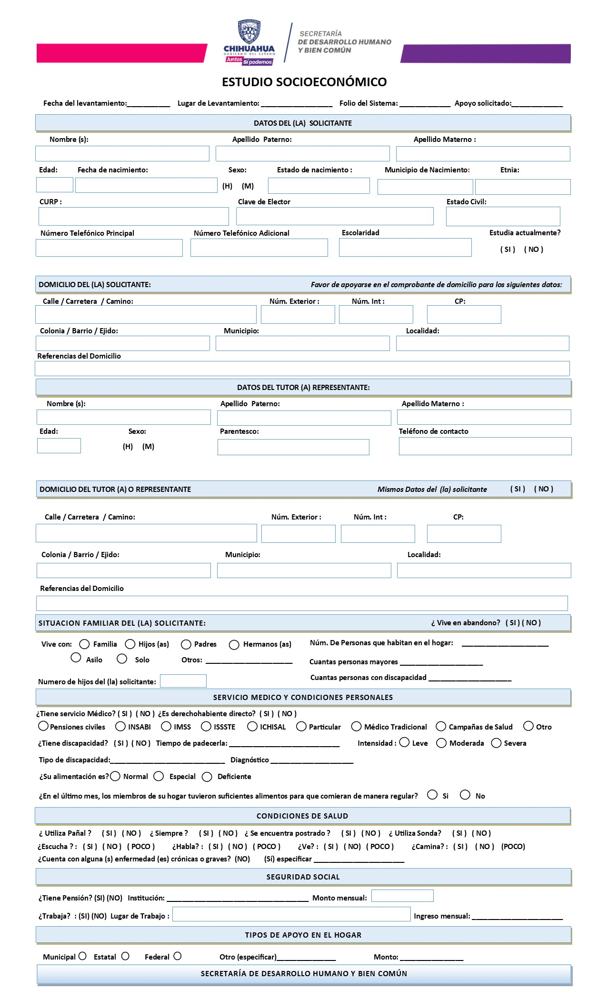 CHIHUAHUA
GOBIERNO DEL ESTADO
Juntos Sí podemos
SECRETARÍA
DE DESARROLLO HUMANO
Y BIEN COMÚN
ESTUDIO SOCIOECONÓMICO
Fecha del levantamiento:___________ Lugar de Levantamiento: __________________ Folio del Sistema: _____________ Apoyo solicitado:_____________
DATOS DEL (LA) SOLICITANTE
Nombre (s): Apellido Paterno: Apellido Materno :
Edad: Fecha de nacimiento: Sexo: Estado de nacimiento : Municipio de Nacimiento: Etnia:
(H) (M)
CURP : Clave de Elector Estado Civil:
Número Telefónico Principal Número Telefónico Adicional Escolaridad Estudia actualmente?
( SI ) ( NO )
DOMICILIO DEL (LA) SOLICITANTE: Favor de apoyarse en el comprobante de domicilio para los siguientes datos:
Calle / Carretera / Camino: Núm. Exterior : Núm. Int : CP:
Colonia / Barrio / Ejido: Municipio: Localidad:
Referencias del Domicilio
DATOS DEL TUTOR (A) REPRESENTANTE:
Nombre (s): Apellido Paterno: Apellido Materno :
Edad: Sexo: Parentesco: Teléfono de contacto
(H) (M)
DOMICILIO DEL TUTOR (A) O REPRESENTANTE Mismos Datos del (la) solicitante ( SI ) ( NO )
Calle / Carretera / Camino: Núm. Exterior : Núm. Int : CP:
Colonia / Barrio / Ejido: Municipio: Localidad:
Referencias del Domicilio
SITUACION FAMILIAR DEL (LA) SOLICITANTE: ¿ Vive en abandono? ( SI ) ( NO )
Vive con: Familia Hijos (as) Padres Hermanos (as) Núm. De Personas que habitan en el hogar: ______________________
Asilo Solo Otros: ______________________ Cuantas personas mayores _____________________
Numero de hijos del (la) solicitante: Cuantas personas con discapacidad _____________________
SERVICIO MEDICO Y CONDICIONES PERSONALES
¿Tiene servicio Médico? ( SI ) ( NO ) ¿Es derechohabiente directo? ( SI ) ( NO )
Pensiones civiles INSABI IMSS ISSSTE ICHISAL Particular Médico Tradicional Campañas de Salud Otro
¿Tiene discapacidad? ( SI ) ( NO ) Tiempo de padecerla: ____________________________ Intensidad : Leve Moderada Severa
Tipo de discapacidad:_____________________________ Diagnóstico _____________________
¿Su alimentación es? Normal Especial Deficiente
¿En el último mes, los miembros de su hogar tuvieron suficientes alimentos para que comieran de manera regular? Si No
CONDICIONES DE SALUD
¿ Utiliza Pañal ? ( SI ) ( NO ) ¿ Siempre ? ( SI ) ( NO ) ¿ Se encuentra postrado ? ( SI ) ( NO ) ¿ Utiliza Sonda? ( SI ) ( NO )
¿Escucha ? : ( SI ) ( NO ) ( POCO ) ¿Habla? : ( SI ) ( NO ) ( POCO ) ¿Ve? : ( SI ) ( NO) ( POCO ) ¿Camina? : ( SI ) ( NO ) (POCO)
¿Cuenta con alguna (s) enfermedad (es) crónicas o graves? (NO) (Sí) especificar _______________________
SEGURIDAD SOCIAL
¿Tiene Pensión? (SI) (NO) Institución: ____________________________________ Monto mensual:
¿Trabaja? : (SI) (NO) Lugar de Trabajo : Ingreso mensual: _______________________
TIPOS DE APOYO EN EL HOGAR
Municipal Estatal Federal Otro (especificar)_______________ Monto: ________________
SECRETARÍA DE DESARROLLO HUMANO Y BIEN COMÚN